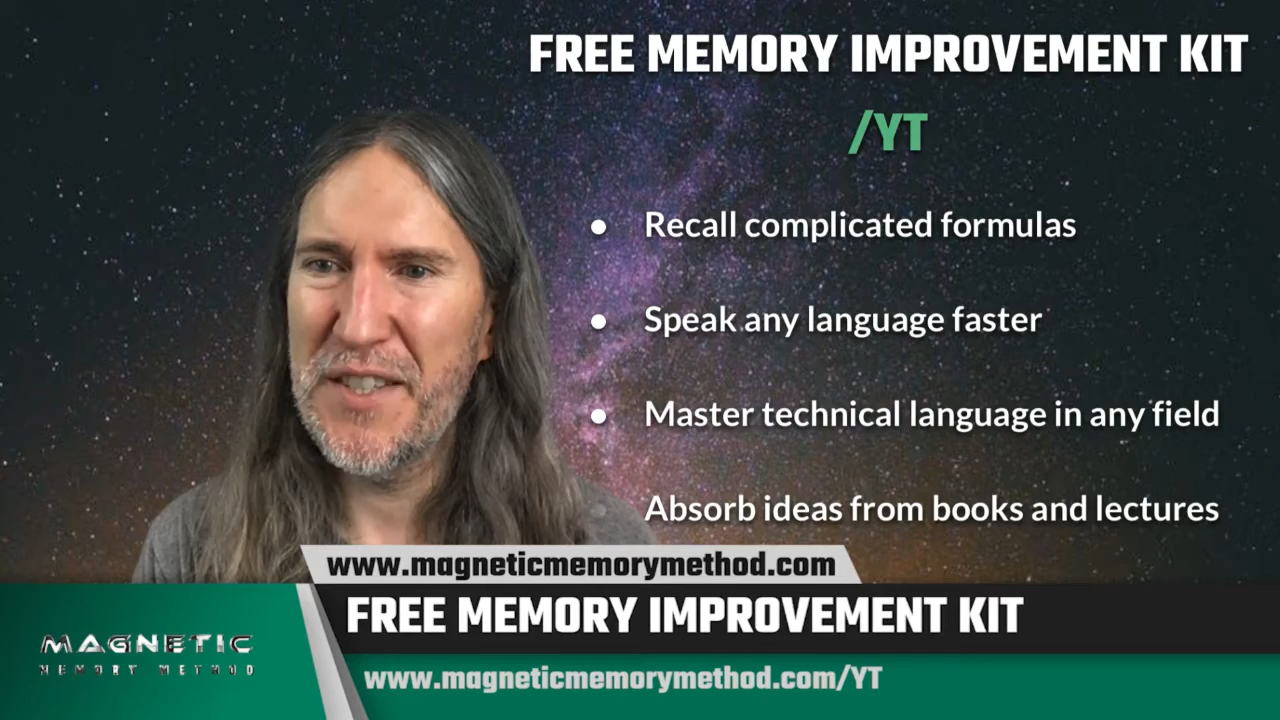 FREE MEMORY IMPROVEMENT KIT
/YT
Recall complicated formulas
Speak any language faster
Master technical language in any field
Absorb ideas from books and lectures
www.magneticmemorymethod.com
FREE MEMORY IMPROVEMENT KIT
MAGNETIC
MEMORY METHOD
www.magneticmemorymethod.com/YT